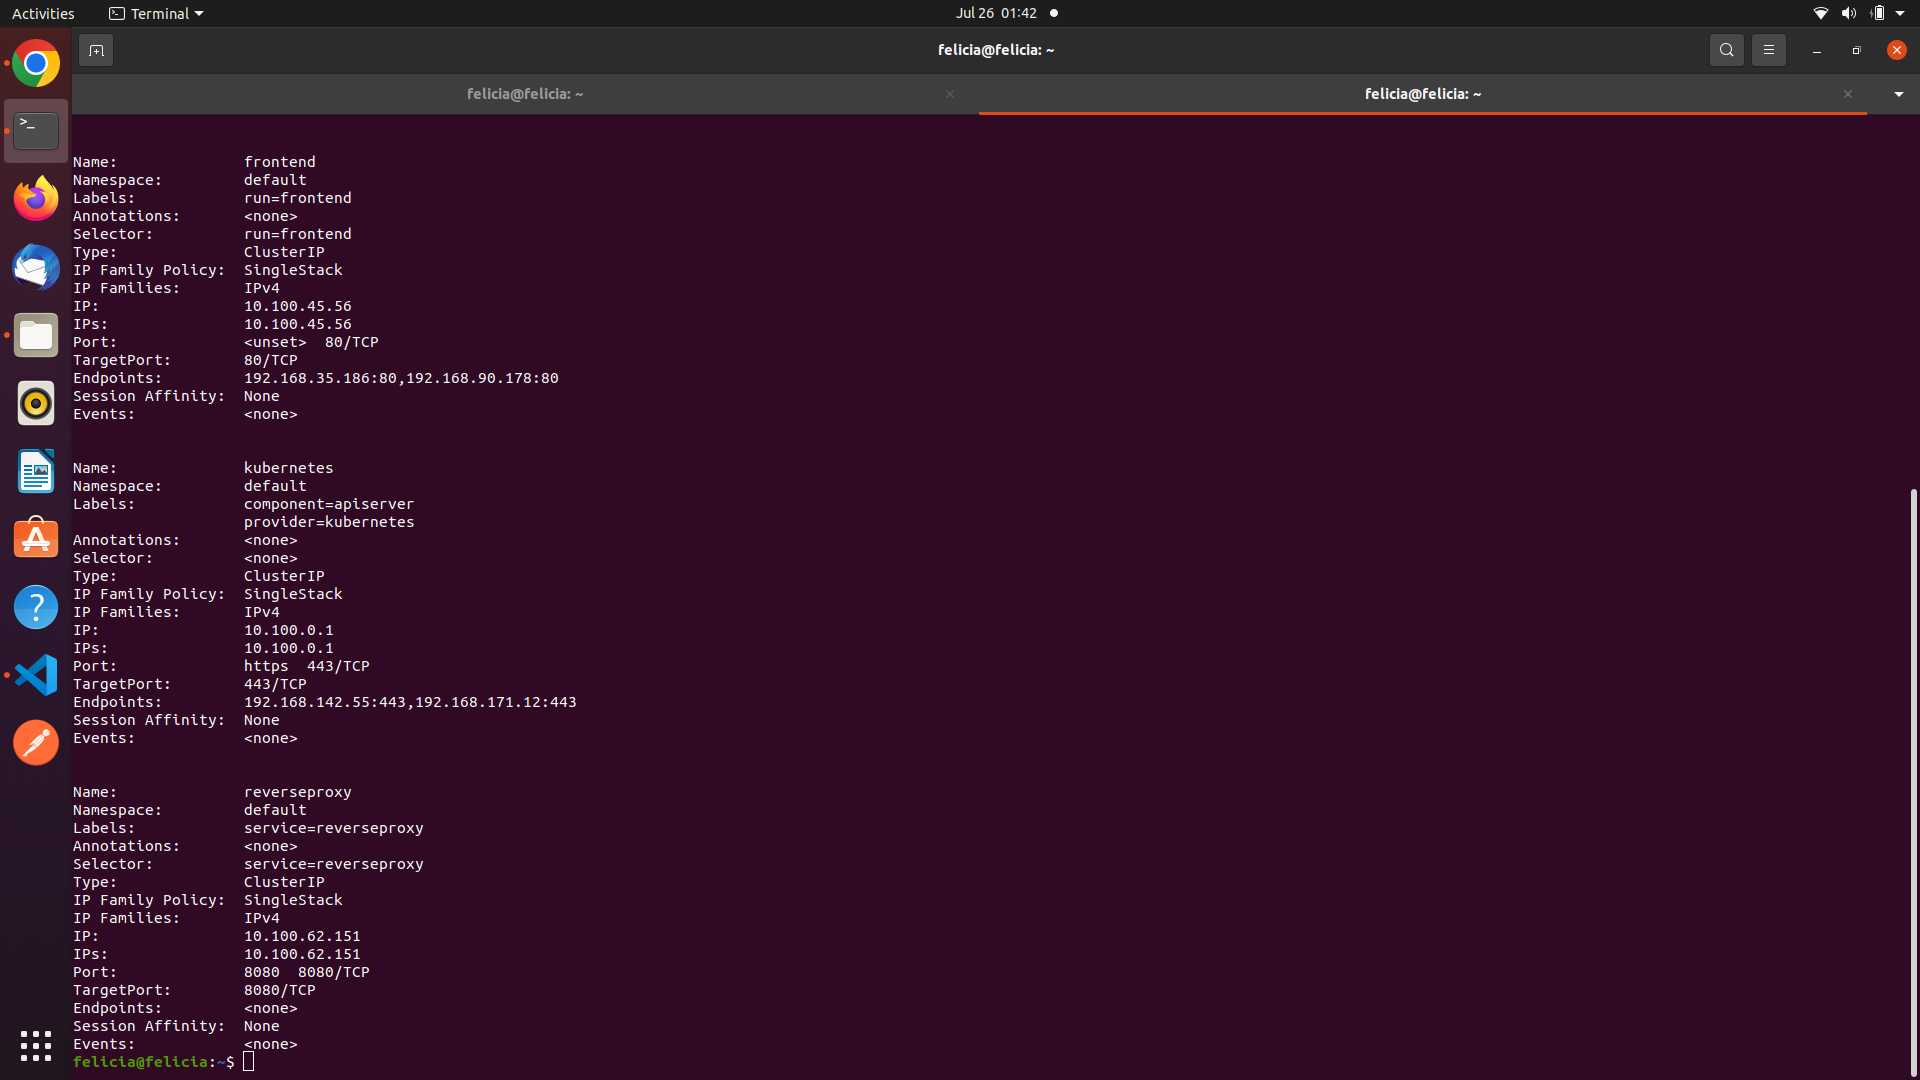 Activities
Terminal
Jul 26 01:42
felicia@felicia: ~
felicia@felicia: ~
felicia@felicia: ~
Name: frontend
Namespace: default
Labels: run=frontend
Annotations: <none>
Selector: run=frontend
Type: ClusterIP
IP Family Policy: SingleStack
IP Families: IPv4
IP: 10.100.45.56
IPs: 10.100.45.56
Port: <unset> 80/TCP
TargetPort: 80/TCP
Endpoints: 192.168.35.186:80,192.168.90.178:80
Session Affinity: None
Events: <none>
Name: kubernetes
Namespace: default
Labels: component=apiserver
provider=kubernetes
Annotations: <none>
Selector: <none>
Type: ClusterIP
IP Family Policy: SingleStack
IP Families: IPv4
IP: 10.100.0.1
IPs: 10.100.0.1
Port: https 443/TCP
TargetPort: 443/TCP
Endpoints: 192.168.142.55:443,192.168.171.12:443
Session Affinity: None
Events: <none>
Name: reverseproxy
Namespace: default
Labels: service=reverseproxy
Annotations: <none>
Selector: service=reverseproxy
Type: ClusterIP
IP Family Policy: SingleStack
IP Families: IPv4
IP: 10.100.62.151
IPs: 10.100.62.151
Port: 8080 8080/TCP
TargetPort: 8080/TCP
Endpoints: <none>
Session Affinity: None
Events: <none>
felicia@felicia:~$